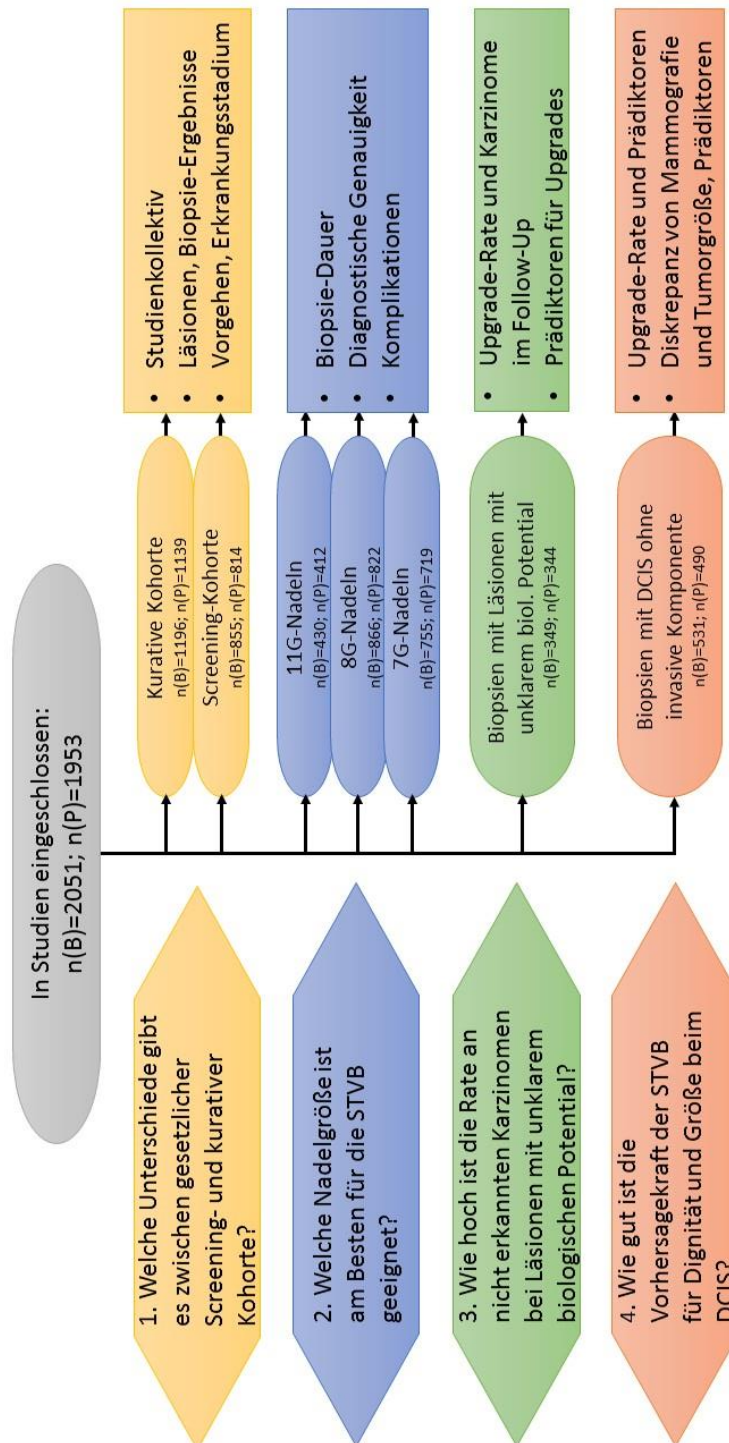 In Studien eingeschlossen:
n(B)=2051; n(P)=1953
1. Welche Unterschiede gibt
es zwischen gesetzlicher
Screening- und kurativer
Kohorte?
Kurative Kohorte
n(B)=1196; n(P)=1139
Screening-Kohorte
n(B)=855; n(P)=814
• Studienkollektiv
• Läsionen, Biopsie-Ergebnisse
• Vorgehen, Erkrankungsstadium
2. Welche Nadelgröße ist
am Besten für die STVB
geeignet?
11G-Nadeln
n(B)=430; n(P)=412
8G-Nadeln
n(B)=866; n(P)=822
7G-Nadeln
n(B)=755; n(P)=719
• Biopsie-Dauer
• Diagnostische Genauigkeit
• Komplikationen
3. Wie hoch ist die Rate an
nicht erkannten Karzinomen
bei Läsionen mit unklarem
biologischen Potential?
Biopsien mit Läsionen mit
unklarem biol. Potential
n(B)=349; n(P)=344
• Upgrade-Rate und Karzinome
im Follow-Up
• Prädiktoren für Upgrades
4. Wie gut ist die
Vorhersagekraft der STVB
für Dignität und Größe beim
DCIS?
Biopsien mit DCIS ohne
invasive Komponente
n(B)=531; n(P)=490
• Upgrade-Rate und Prädiktoren
• Diskrepanz von Mammografie
und Tumorgröße, Prädiktoren